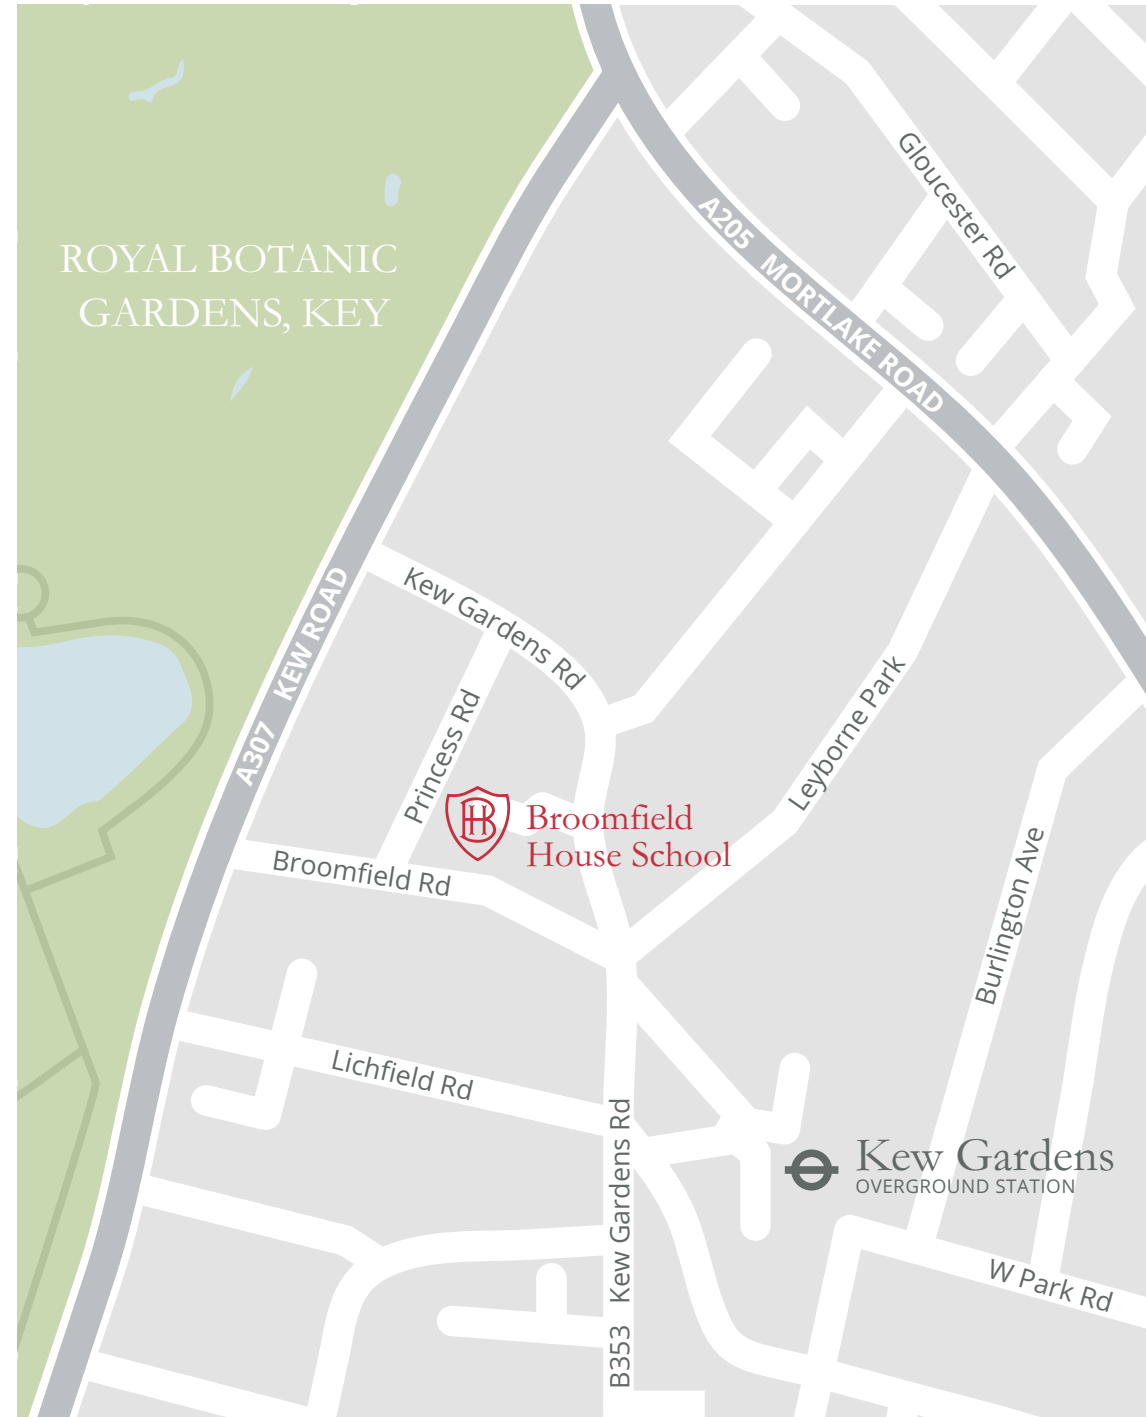 Gloucester Rd
A205 MORTLAKE ROAD
ROYAL BOTANIC
GARDENS, KEY
Kew Gardens Rd
A307 KEW ROAD
Princess Rd
Leyborne Park
BH
Broomfield
House School
Broomfield Rd
Burlington Ave
Lichfield Rd
B353 Kew Gardens Rd
Kew Gardens
OVERGROUND STATION
W Park Rd